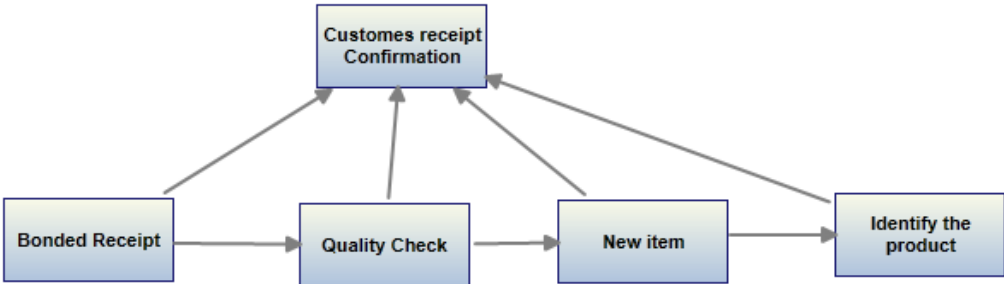 Customes receipt
Confirmation
Bonded Receipt
Quality Check
New item
Identify the
product